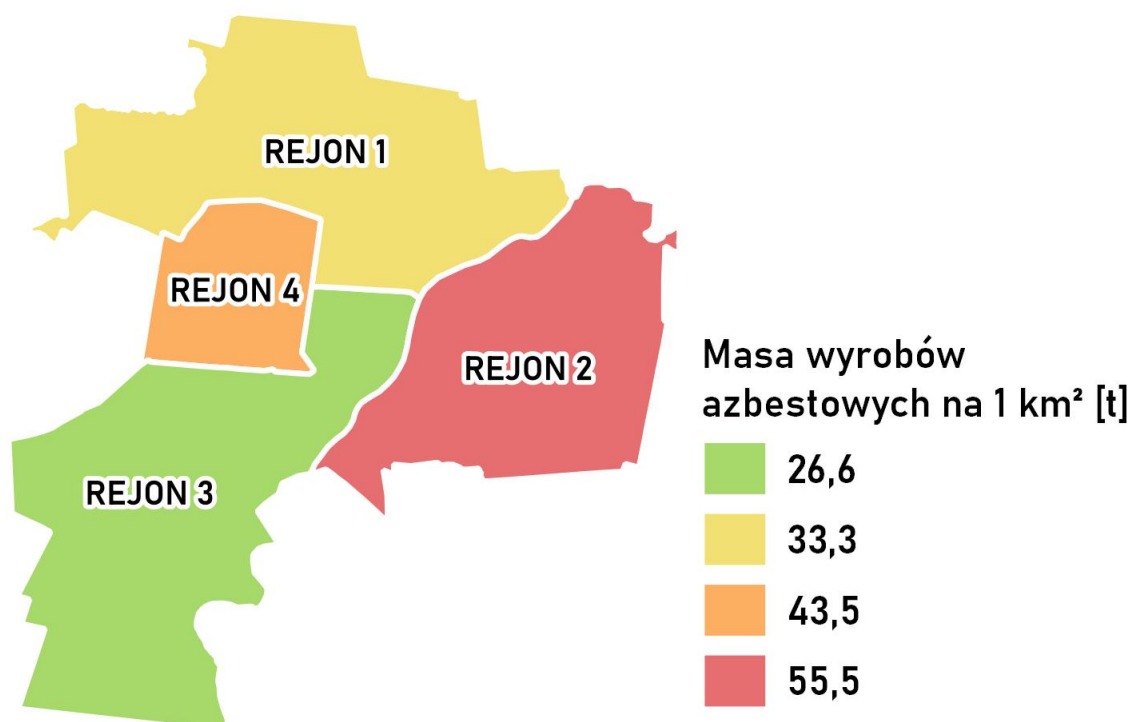 REJON 1
REJON 4
REJON 2
REJON 3
Masa wyrobów
azbestowych na 1 km² [t]
26,6
33,3
43,5
55,5